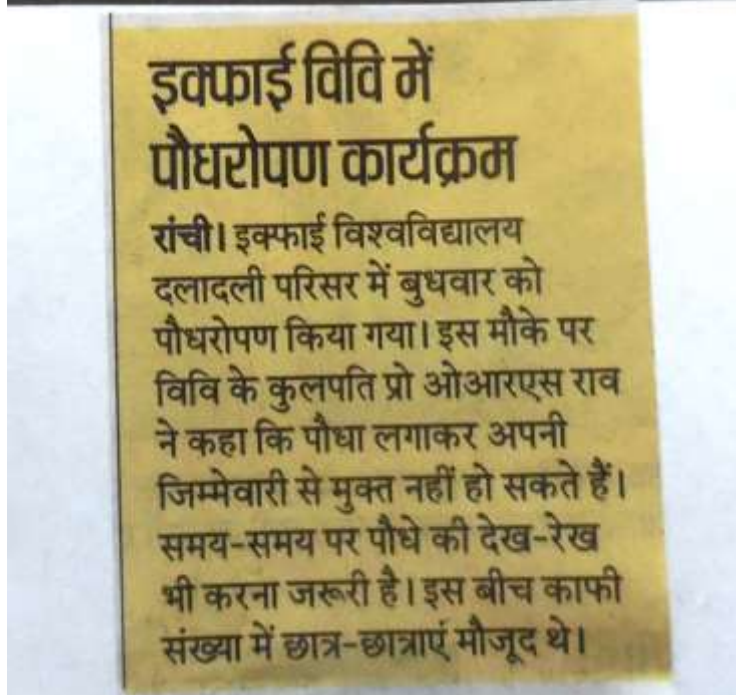 इक्फाई विवि में
पौधरोपण कार्यक्रम
रांची। इक्फाई विश्वविद्यालय
दलादली परिसर में बुधवार को
पौधरोपण किया गया। इस मौके पर
विवि के कुलपति प्रो ओआरएस राव
ने कहा कि पौधा लगाकर अपनी
जिम्मेवारी से मुक्त नहीं हो सकते हैं।
समय-समय पर पौधे की देख-रेख
भी करना जरूरी है। इस बीच काफी
संख्या में छात्र-छात्राएं मौजूद थे।